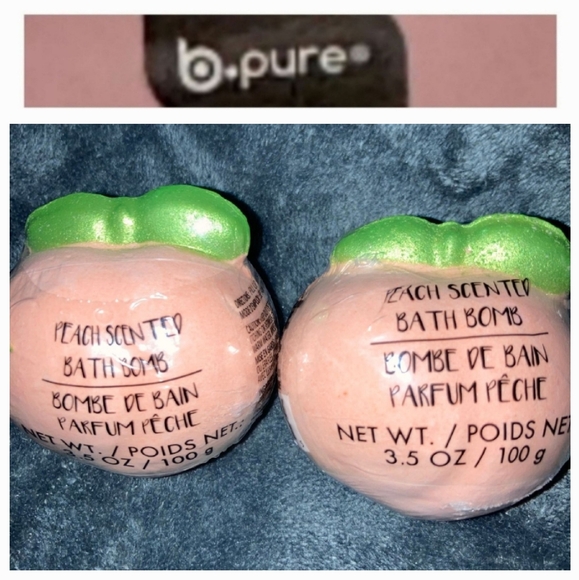 b.pure®
PEACH SCENTED
BATH BOMB
BOMBE DE BAIN
PARFUM PÊCHE
NET WT. / POIDS NET.
3.5 OZ / 100 g
PEACH SCENTED
BATH BOMB
BOMBE DE BAIN
PARFUM PÊCHE
NET WT. / POIDS NET
3.5 OZ / 100 g